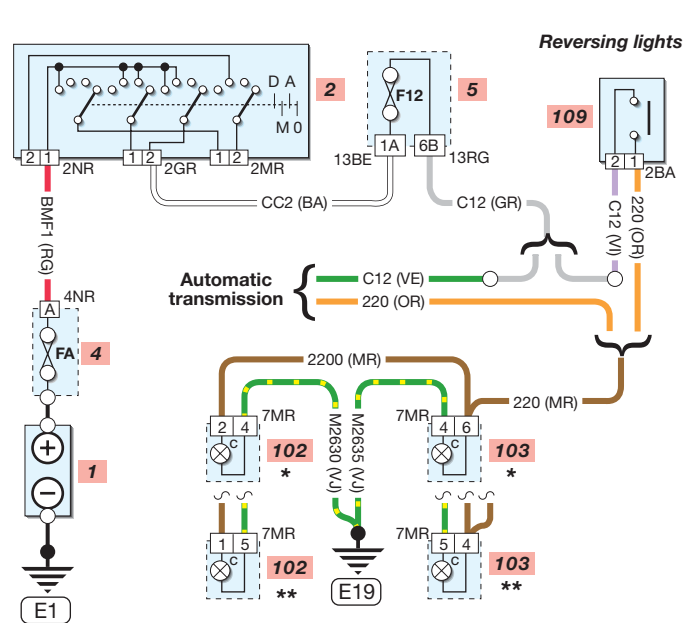 Reversing lights
D A
M 0
2
2 1
2NR
1 2
2GR
1 2
2MR
F12
5
1A
6B
13BE
13RG
109
2 1
2BA
BMF1 (RG)
CC2 (BA)
C12 (GR)
C12 (VI)
220 (OR)
Automatic
transmission
C12 (VE)
220 (OR)
A
4NR
FA
4
1
E1
2200 (MR)
220 (MR)
2 4
7MR
C
102
*
M2630 (VJ)
M2635 (VJ)
7MR
4 6
C
103
*
1 5
7MR
C
102
**
E19
7MR
5 4
C
103
**